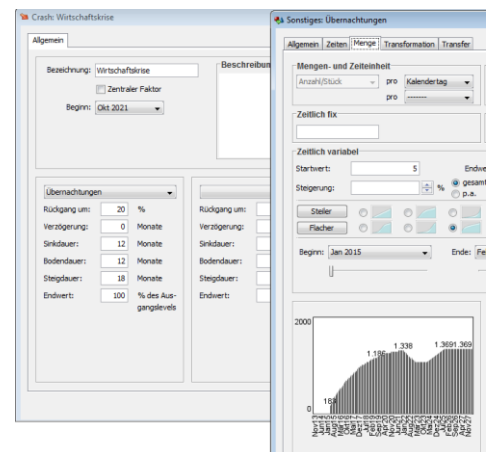 Crash: Wirtschaftskrise
Allgemein
Bezeichnung: Wirtschaftskrise
Zentraler Faktor
Beginn: Okt 2021
Beschreibun
Übernachtungen
Rückgang um: 20 %
Verzögerung: 0 Monate
Sinkdauer: 12 Monate
Bodendauer: 12 Monate
Steigdauer: 18 Monate
Endwert: 100 % des Aus-
gangslevels
Rückgang um:
Verzögerung:
Sinkdauer:
Bodendauer:
Steigdauer:
Endwert:
Sonstiges: Übernachtungen
Allgemein Zeiten Menge Transformation Transfer
Mengen- und Zeiteinheit
Anzahl/Stück pro Kalendertag
pro -------
Zeitlich fix
Zeitlich variabel
Startwert: 5 Endwe
Steigerung: % gesamt
p.a.
Steiler
Flacher
Beginn: Jan 2015 Ende: Fe
2000
1.186 1.338 1.369 1.369
0